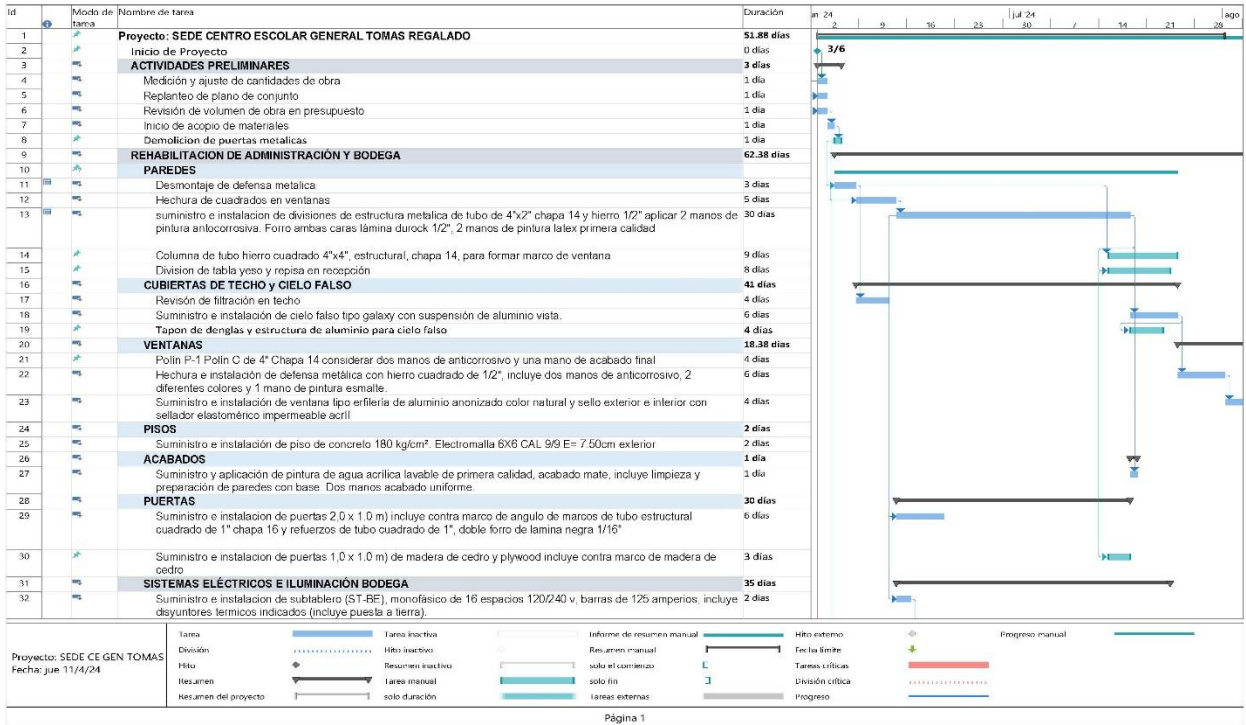 Id Modo de tarea Nombre de tarea Duración
jun '24 jul '24 ago
2 9 16 23 30 7 14 21 28
1 Proyecto: SEDE CENTRO ESCOLAR GENERAL TOMAS REGALADO 51.88 días
2 Inicio de Proyecto 0 días 3/6
3 ACTIVIDADES PRELIMINARES 3 días
4 Medición y ajuste de cantidades de obra 1 día
5 Replanteo de plano de conjunto 1 día
6 Revisión de volumen de obra en presupuesto 1 día
7 Inicio de acopio de materiales 1 día
8 Demolicion de puertas metalicas 1 día
9 REHABILITACION DE ADMINISTRACIÓN Y BODEGA 62.38 días
10 PAREDES
11 Desmontaje de defensa metalica 3 días
12 Hechura de cuadrados en ventanas 5 días
13 suministro e instalacion de divisiones de estructura metalica de tubo de 4"x2" chapa 14 y hierro 1/2" aplicar 2 manos de 30 días
pintura antocorrosiva. Forro ambas caras lámina durock 1/2", 2 manos de pintura latex primera calidad
14 Columna de tubo hierro cuadrado 4"x4", estructural, chapa 14, para formar marco de ventana 9 días
15 Division de tabla yeso y repisa en recepción 8 días
16 CUBIERTAS DE TECHO y CIELO FALSO 41 días
17 Revisón de filtración en techo 4 días
18 Suministro e instalación de cielo falso tipo galaxy con suspensión de aluminio vista. 6 días
19 Tapon de denglas y estructura de aluminio para cielo falso 4 días
20 VENTANAS 18.38 días
21 Polin P-1 Polin C de 4" Chapa 14 considerar dos manos de anticorrosivo y una mano de acabado final 4 días
22 Hechura e instalación de defensa metálica con hierro cuadrado de 1/2", incluye dos manos de anticorrosivo, 2 6 días
diferentes colores y 1 mano de pintura esmalte.
23 Suministro e instalación de ventana tipo erfilería de aluminio anonizado color natural y sello exterior e interior con 4 días
sellador elastomérico impermeable acríl
24 PISOS 2 días
25 Suministro e instalación de piso de concreto 180 kg/cm². Electromalla 6X6 CAL 9/9 E= 7.50cm exterior 2 días
26 ACABADOS 1 día
27 Suministro y aplicación de pintura de agua acrílica lavable de primera calidad, acabado mate, incluye limpieza y 1 día
preparación de paredes con base. Dos manos acabado uniforme.
28 PUERTAS 30 días
29 Suministro e instalacion de puertas 2,0 x 1.0 m) incluye contra marco de angulo de marcos de tubo estructural 6 días
cuadrado de 1" chapa 16 y refuerzos de tubo cuadrado de 1", doble forro de lamina negra 1/16"
30 Suministro e instalacion de puertas 1,0 x 1.0 m) de madera de cedro y plywood incluye contra marco de madera de 3 días
cedro
31 SISTEMAS ELÉCTRICOS E ILUMINACIÓN BODEGA 35 días
32 Suministro e instalacion de subtablero (ST-BE), monofásico de 16 espacios 120/240 v, barras de 125 amperios, incluye 2 días
disyuntores termicos indicados (incluye puesta a tierra).
Proyecto: SEDE CE GEN TOMAS
Fecha: jue 11/4/24
Tarea Tarea inactiva Informe de resumen manual Hito externo Progreso manual
División Hito inactivo Resumen manual Fecha límite
Hito Resumen inactivo solo el comienzo Tareas críticas
Resumen Tarea manual solo fin División crítica
Resumen del proyecto solo duración Tareas externas Progreso
Página 1